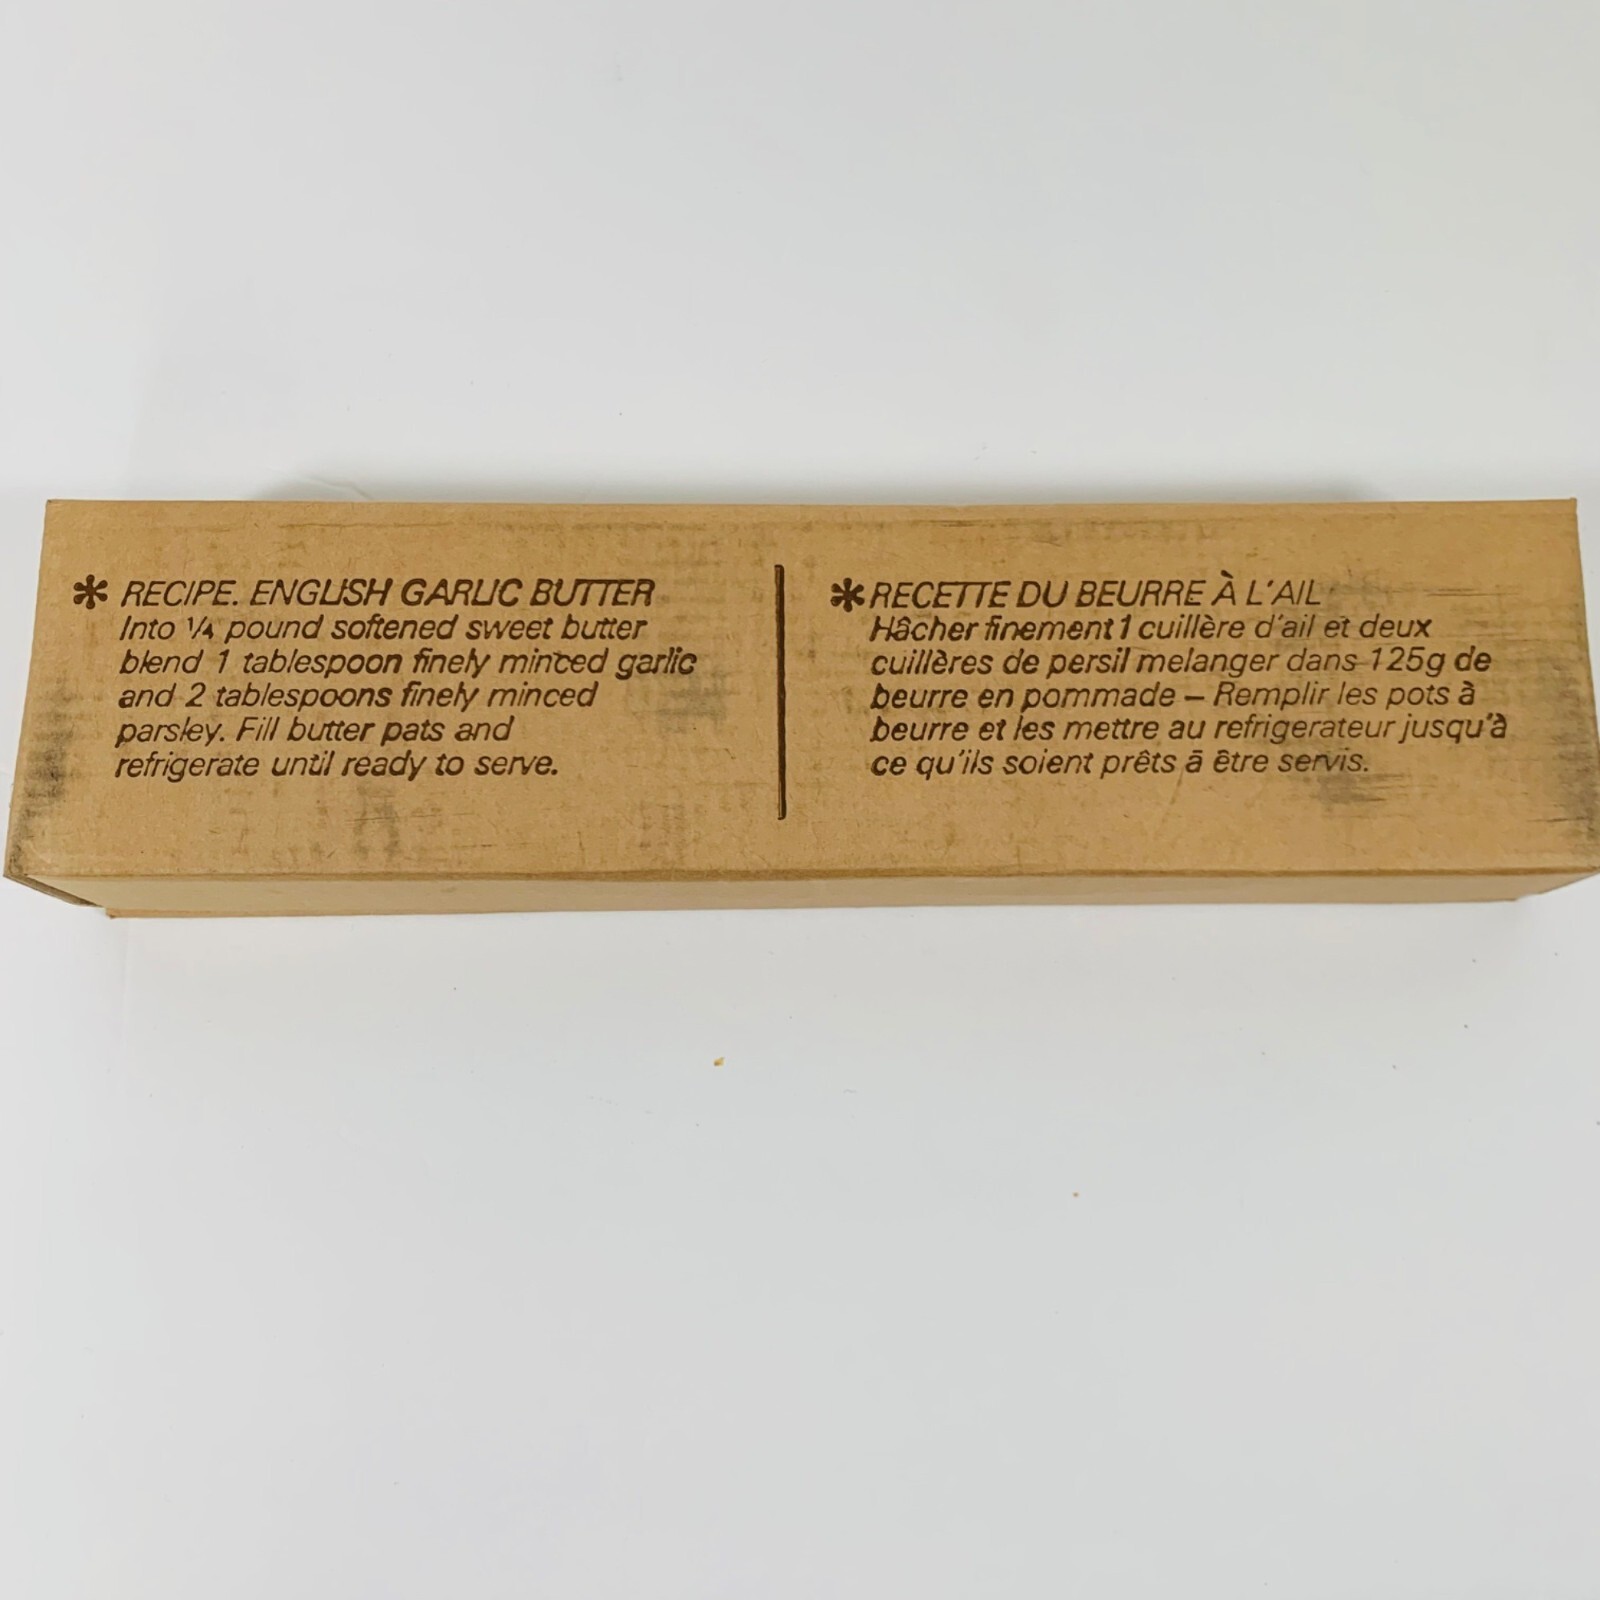 * RECIPE. ENGLISH GARLIC BUTTER
Into ¼ pound softened sweet butter
blend 1 tablespoon finely minced garlic
and 2 tablespoons finely minced
parsley. Fill butter pats and
refrigerate until ready to serve.
* RECETTE DU BEURRE À L'AIL
Hâcher finement 1 cuillère d'ail et deux
cuillères de persil melanger dans 125g de
beurre en pommade – Remplir les pots à
beurre et les mettre au refrigerateur jusqu'à
ce qu'ils soient prêts ā être servis.